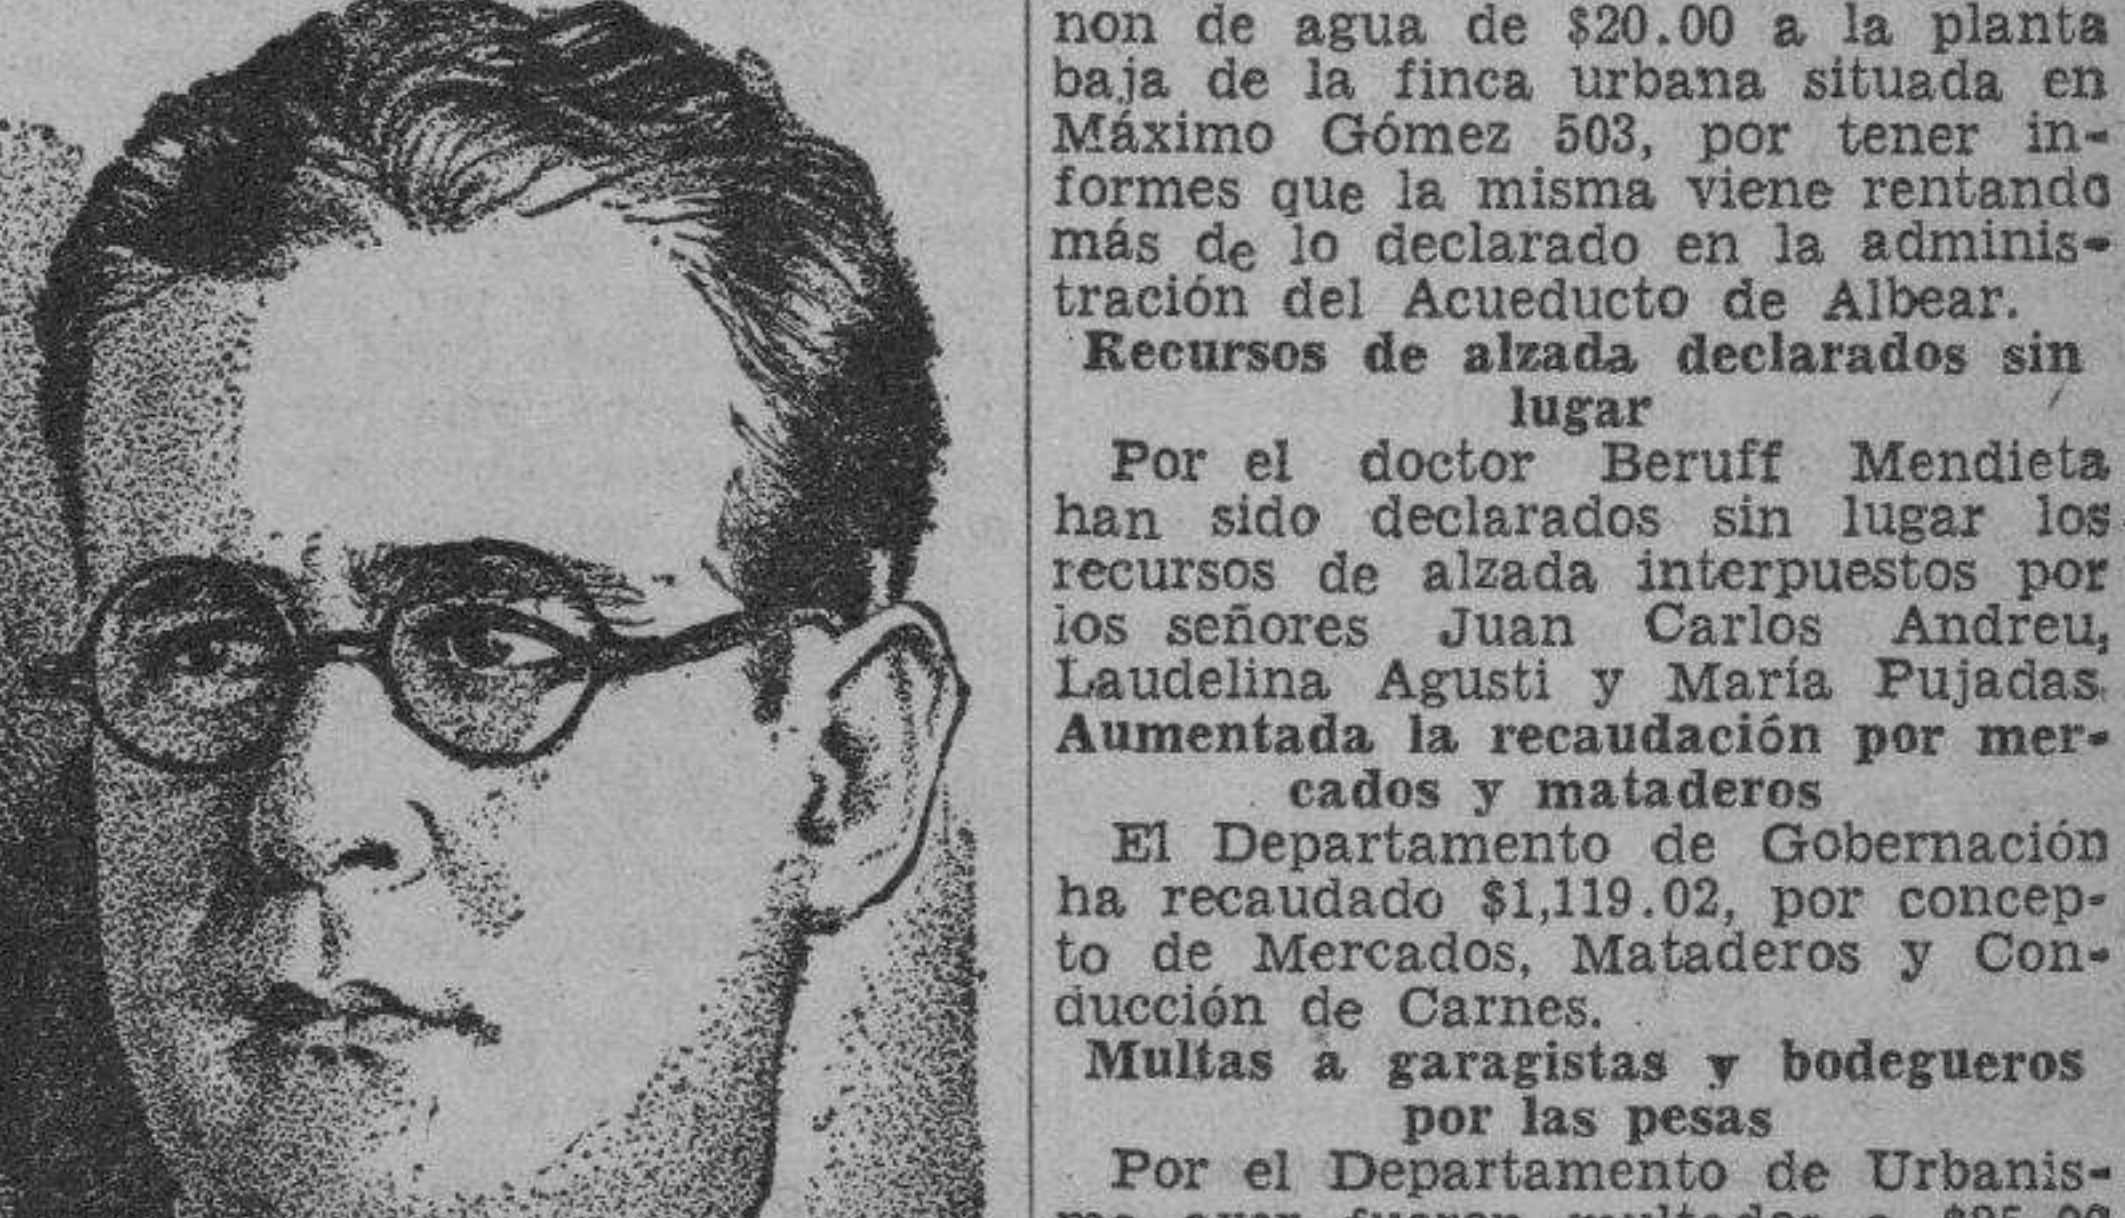 non de agua de $20.00 a la planta
baja de la finca urbana situada en
Máximo Gómez 503, por tener in-
formes que la misma viene rentando
más de lo declarado en la adminis-
tración del Acueducto de Albear.
Recursos de alzada declarados sin
lugar
Por el doctor Beruff Mendieta
han sido declarados sin lugar los
recursos de alzada interpuestos por
los señores Juan Carlos Andreu,
Laudelina Agusti y María Pujadas.
Aumentada la recaudación por mer-
cados y mataderos
El Departamento de Gobernación
ha recaudado $1,119.02, por concep-
to de Mercados, Mataderos y Con-
ducción de Carnes.
Multas a garagistas y bodegueros
por las pesas
Por el Departamento de Urbanis-